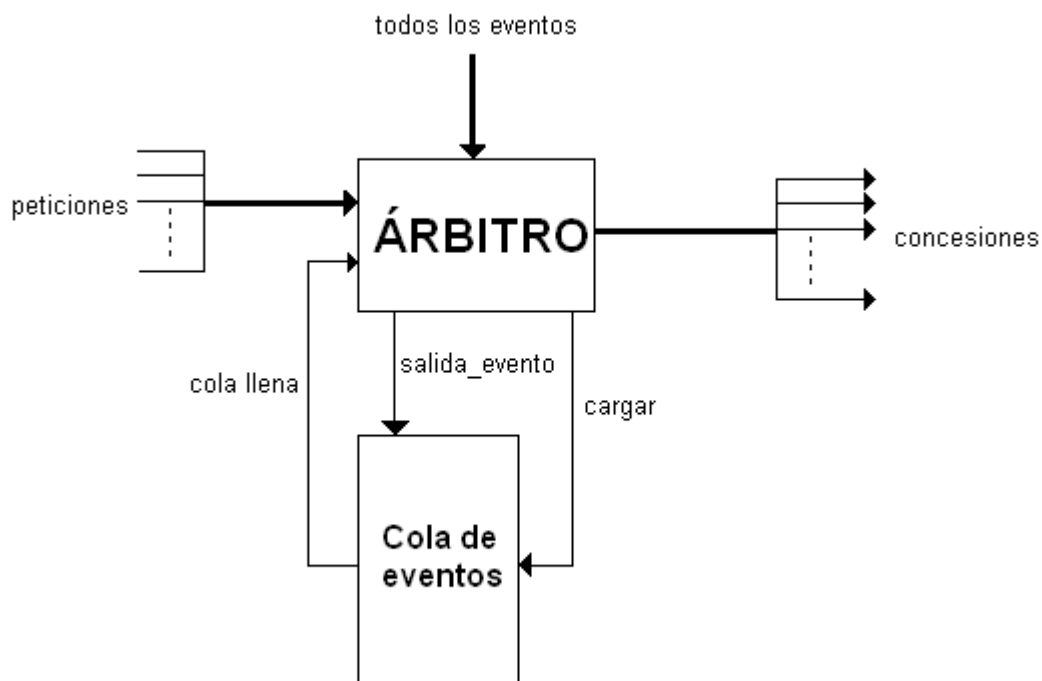 todos los eventos
peticiones
ÁRBITRO
concesiones
salida_evento
cola llena
cargar
Cola de
eventos